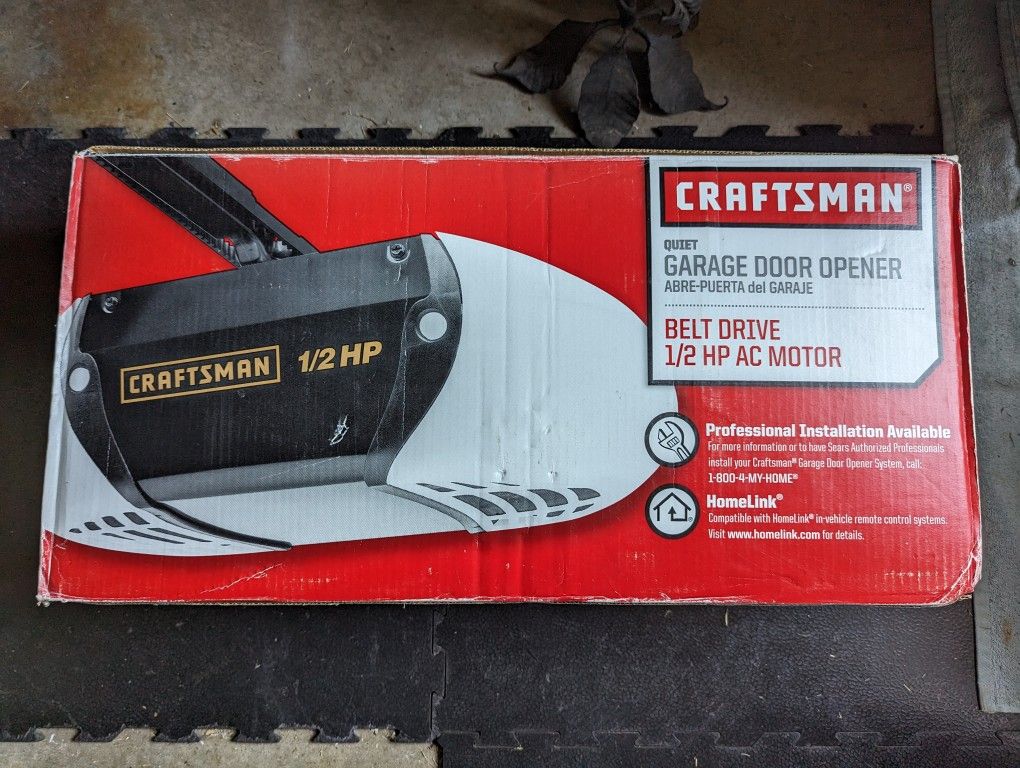 CRAFTSMAN®
QUIET
GARAGE DOOR OPENER
ABRE-PUERTA del GARAJE
BELT DRIVE
1/2 HP AC MOTOR
CRAFTSMAN 1/2 HP
Professional Installation Available
For more information or to have Sears Authorized Professionals
install your Craftsman® Garage Door Opener System, call:
1-800-4-MY-HOME®
HomeLink®
Compatible with HomeLink® in-vehicle remote control systems.
Visit www.homelink.com for details.